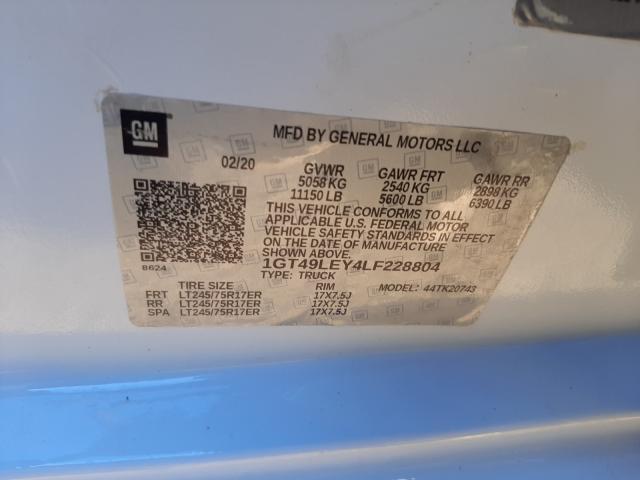 GM
MFD BY GENERAL MOTORS LLC
02/20
GVWR GAWR FRT GAWR RR
5058 KG 2540 KG 2898 KG
11150 LB 5600 LB 6390 LB
THIS VEHICLE CONFORMS TO ALL
APPLICABLE U.S. FEDERAL MOTOR
VEHICLE SAFETY STANDARDS IN EFFECT
ON THE DATE OF MANUFACTURE
SHOWN ABOVE.
8624
1GT49LEY4LF228804
TYPE: TRUCK MODEL: 44TK20743
TIRE SIZE RIM
FRT LT245/75R17ER 17X7.5J
RR LT245/75R17ER 17X7.5J
SPA LT245/75R17ER 17X7.5J